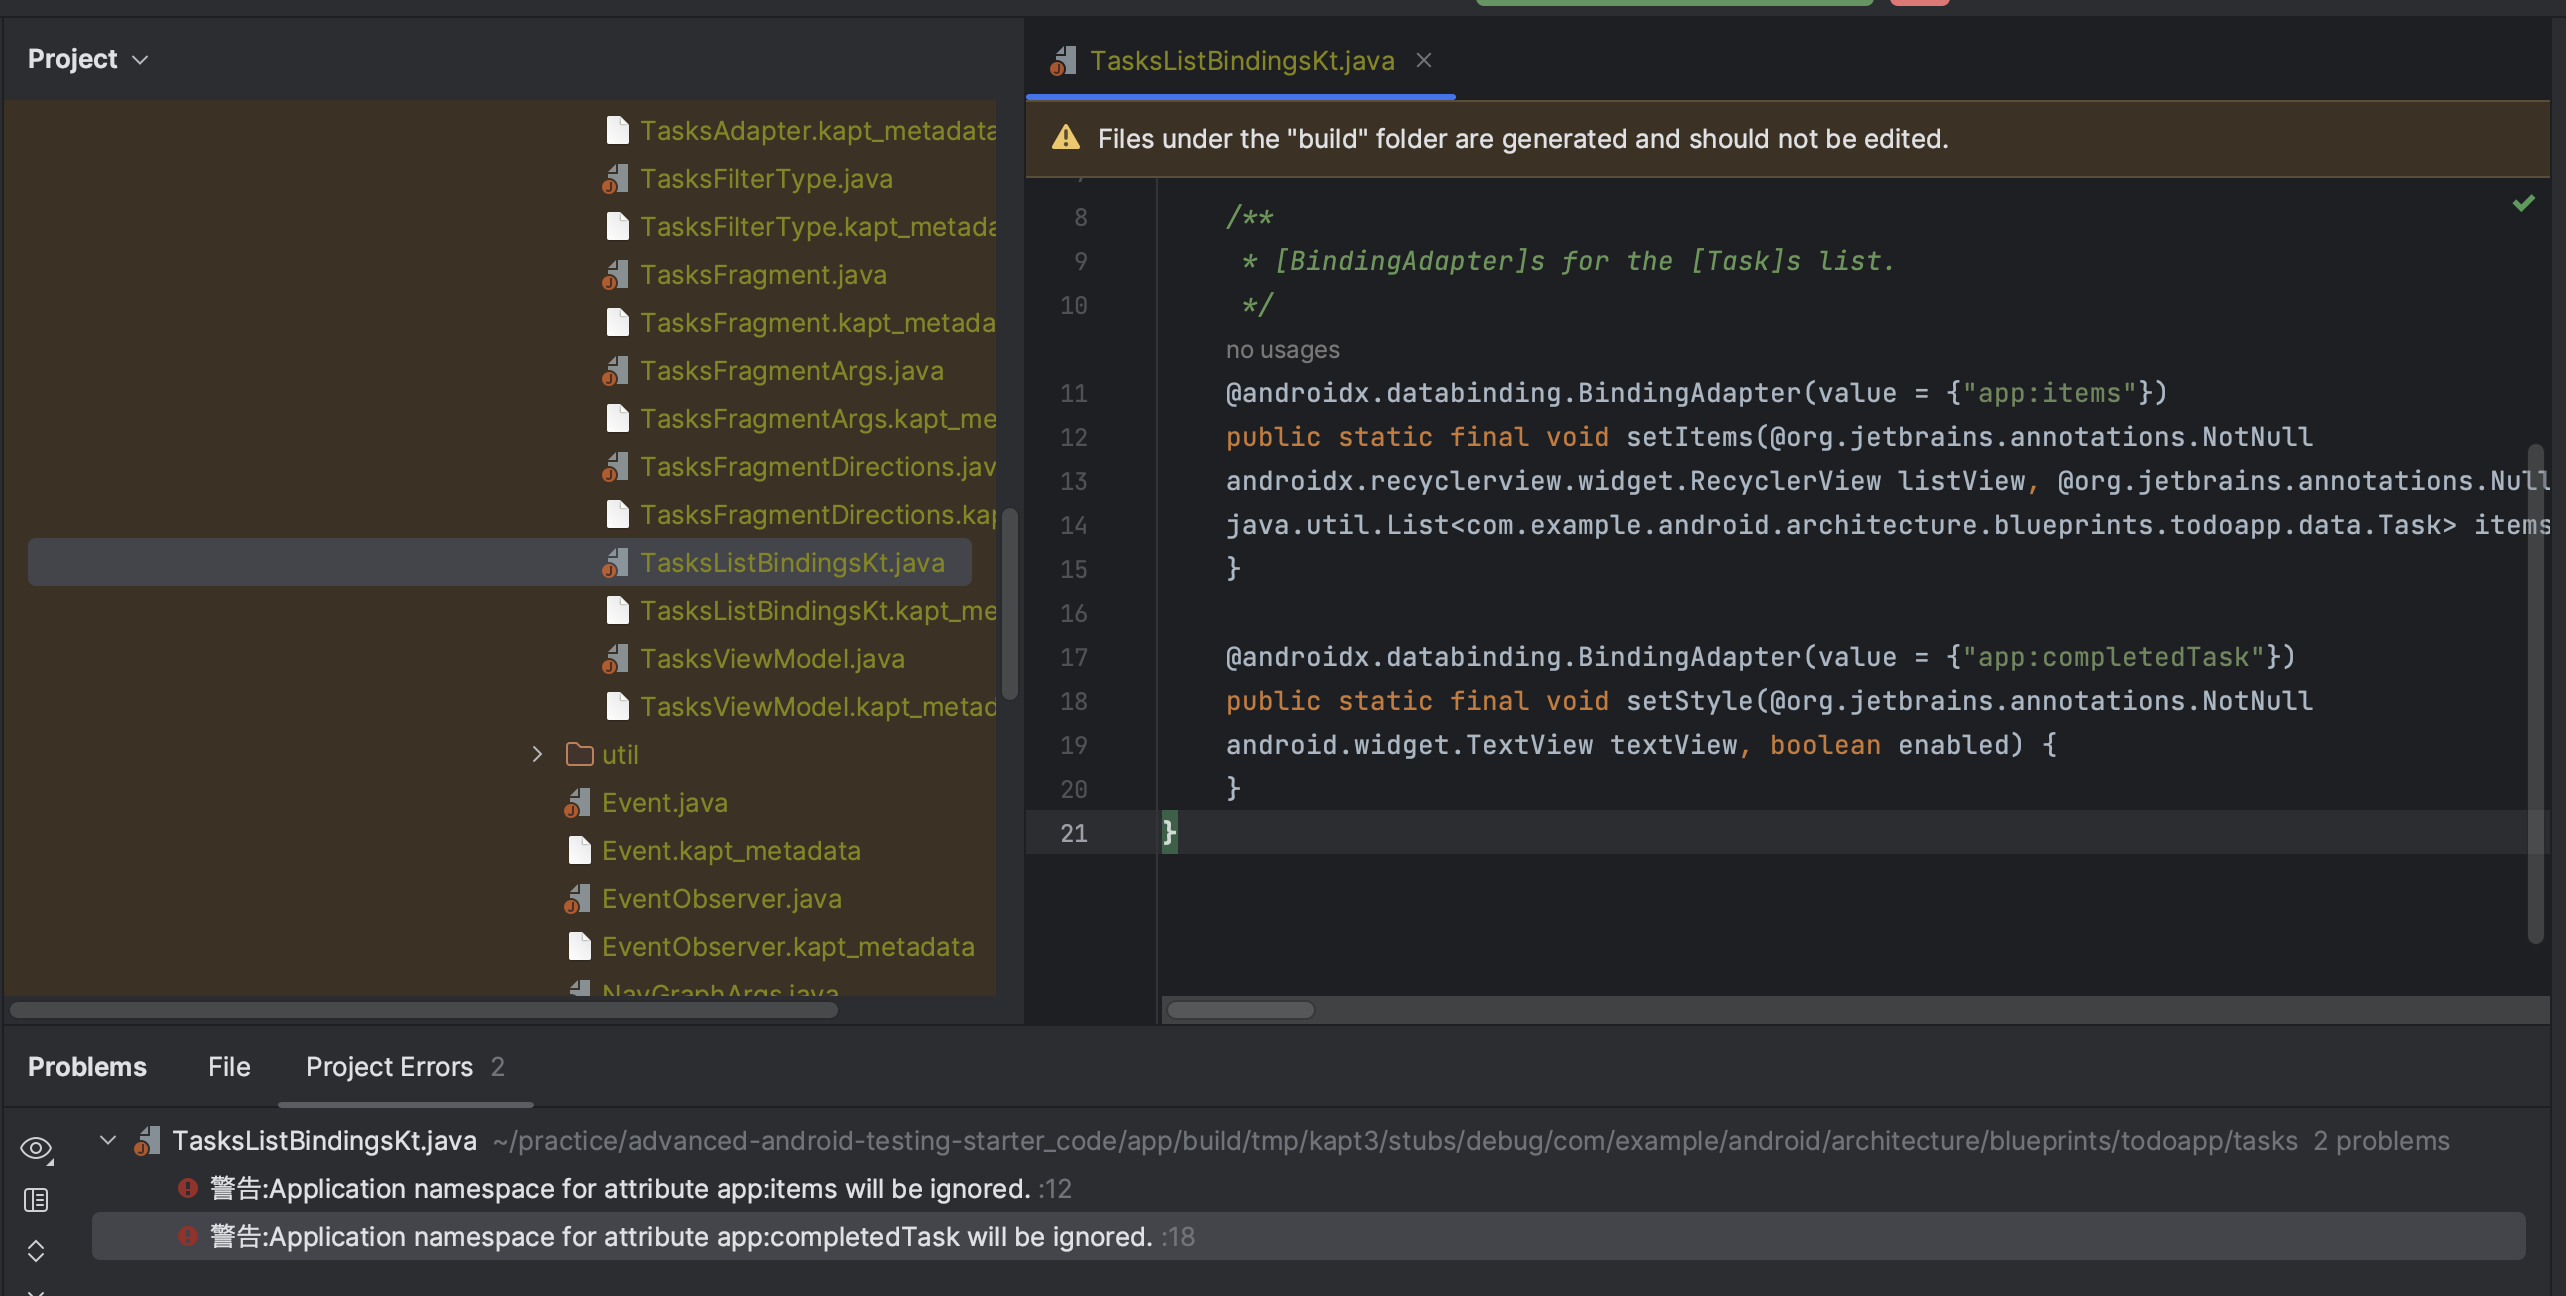 Project
TasksAdapter.kapt_metadata
TasksFilterType.java
TasksFilterType.kapt_metada
TasksFragment.java
TasksFragment.kapt_metada
TasksFragmentArgs.java
TasksFragmentArgs.kapt_me
TasksFragmentDirections.jav
TasksFragmentDirections.kap
TasksListBindingsKt.java
TasksListBindingsKt.kapt_me
TasksViewModel.java
TasksViewModel.kapt_metad
util
Event.java
Event.kapt_metadata
EventObserver.java
EventObserver.kapt_metadata
NavGraphArgs.java
TasksListBindingsKt.java
Files under the "build" folder are generated and should not be edited.
8 /**
9 * [BindingAdapter]s for the [Task]s list.
10 */
no usages
11 @androidx.databinding.BindingAdapter(value = {"app:items"})
12 public static final void setItems(@org.jetbrains.annotations.NotNull
13 androidx.recyclerview.widget.RecyclerView listView, @org.jetbrains.annotations.Null
14 java.util.List<com.example.android.architecture.blueprints.todoapp.data.Task> items
15 }
16
17 @androidx.databinding.BindingAdapter(value = {"app:completedTask"})
18 public static final void setStyle(@org.jetbrains.annotations.NotNull
19 android.widget.TextView textView, boolean enabled) {
20 }
21 }
Problems File Project Errors 2
TasksListBindingsKt.java ~/practice/advanced-android-testing-starter_code/app/build/tmp/kapt3/stubs/debug/com/example/android/architecture/blueprints/todoapp/tasks 2 problems
警告:Application namespace for attribute app:items will be ignored. :12
警告:Application namespace for attribute app:completedTask will be ignored. :18